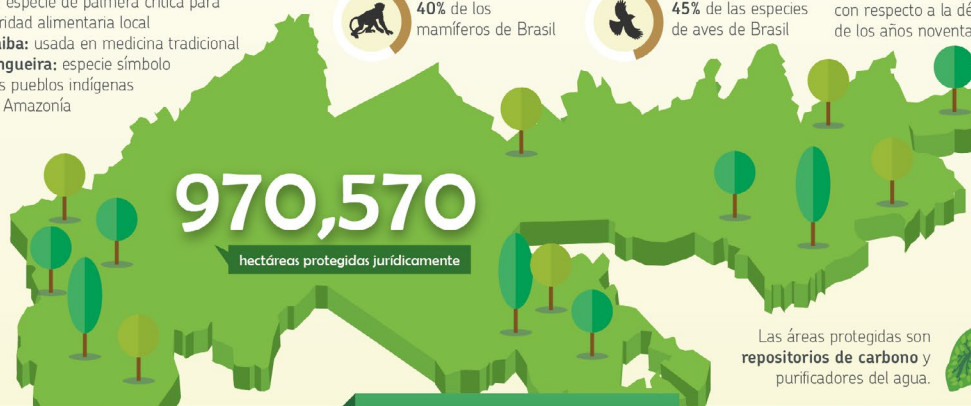 especie de palmera crítica para
ridad alimentaria local
aiba: usada en medicina tradicional
ngueira: especie símbolo
s pueblos indígenas
Amazonía
40% de los
mamíferos de Brasil
45% de las especies
de aves de Brasil
con respecto a la dé
de los años noventa
970,570
hectáreas protegidas jurídicamente
Las áreas protegidas son
repositorios de carbono y
purificadores del agua.